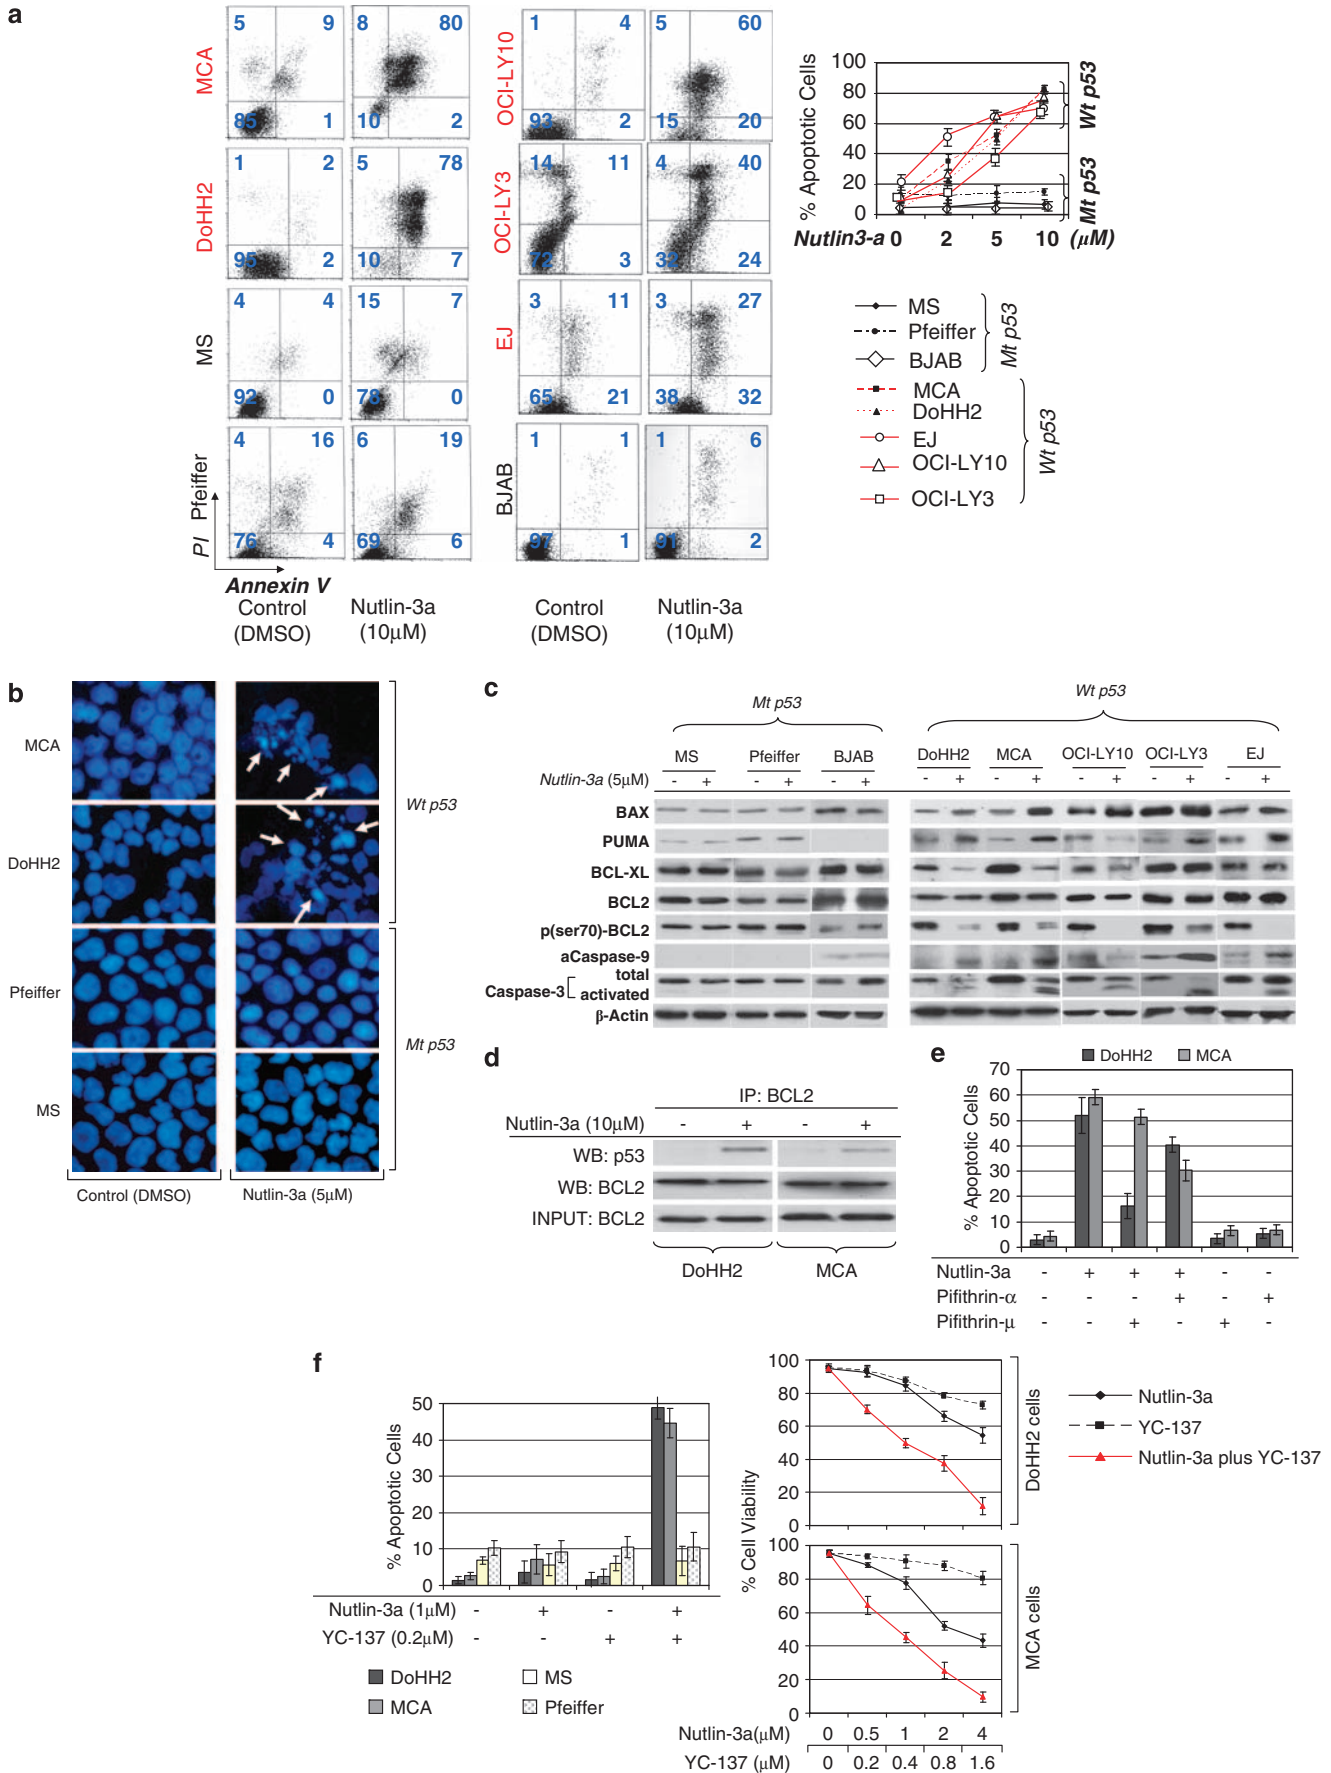 a
MCA
5 9
85 1
8 80
10 2
OCI-LY10
1 4
93 2
5 60
15 20
DoHH2
1 2
95 2
5 78
10 7
OCI-LY3
14 11
72 3
4 40
32 24
MS
4 4
92 0
15 7
78 0
EJ
3 11
65 21
3 27
38 32
Pfeiffer
4 16
76 4
6 19
69 6
BJAB
1 1
97 1
1 6
91 2
PI
Annexin V
Control (DMSO)
Nutlin-3a (10μM)
Control (DMSO)
Nutlin-3a (10μM)
% Apoptotic Cells
100
80
60
40
20
0
Wt p53
Mt p53
Nutlin3-a 0 2 5 10 (μM)
MS
Pfeiffer
BJAB
Mt p53
MCA
DoHH2
EJ
OCI-LY10
OCI-LY3
Wt p53
b
MCA
DoHH2
Pfeiffer
MS
Wt p53
Mt p53
Control (DMSO)
Nutlin-3a (5μM)
c
Mt p53
Wt p53
MS Pfeiffer BJAB DoHH2 MCA OCI-LY10 OCI-LY3 EJ
Nutlin-3a (5μM) - + - + - + - + - + - + - + - +
BAX
PUMA
BCL-XL
BCL2
p(ser70)-BCL2
aCaspase-9
total
Caspase-3
activated
β-Actin
d
IP: BCL2
Nutlin-3a (10μM) - + - +
WB: p53
WB: BCL2
INPUT: BCL2
DoHH2 MCA
e
DoHH2 MCA
% Apoptotic Cells
70
60
50
40
30
20
10
0
Nutlin-3a - + + + - -
Pifithrin-α - - - + - +
Pifithrin-μ - - + - + -
f
% Apoptotic Cells
50
40
30
20
10
0
Nutlin-3a (1μM) - + - +
YC-137 (0.2μM) - - + +
DoHH2 MS
MCA Pfeiffer
% Cell Viability
100
80
60
40
20
0
DoHH2 cells
100
80
60
40
20
0
MCA cells
Nutlin-3a(μM) 0 0.5 1 2 4
YC-137 (μM) 0 0.2 0.4 0.8 1.6
Nutlin-3a
YC-137
Nutlin-3a plus YC-137